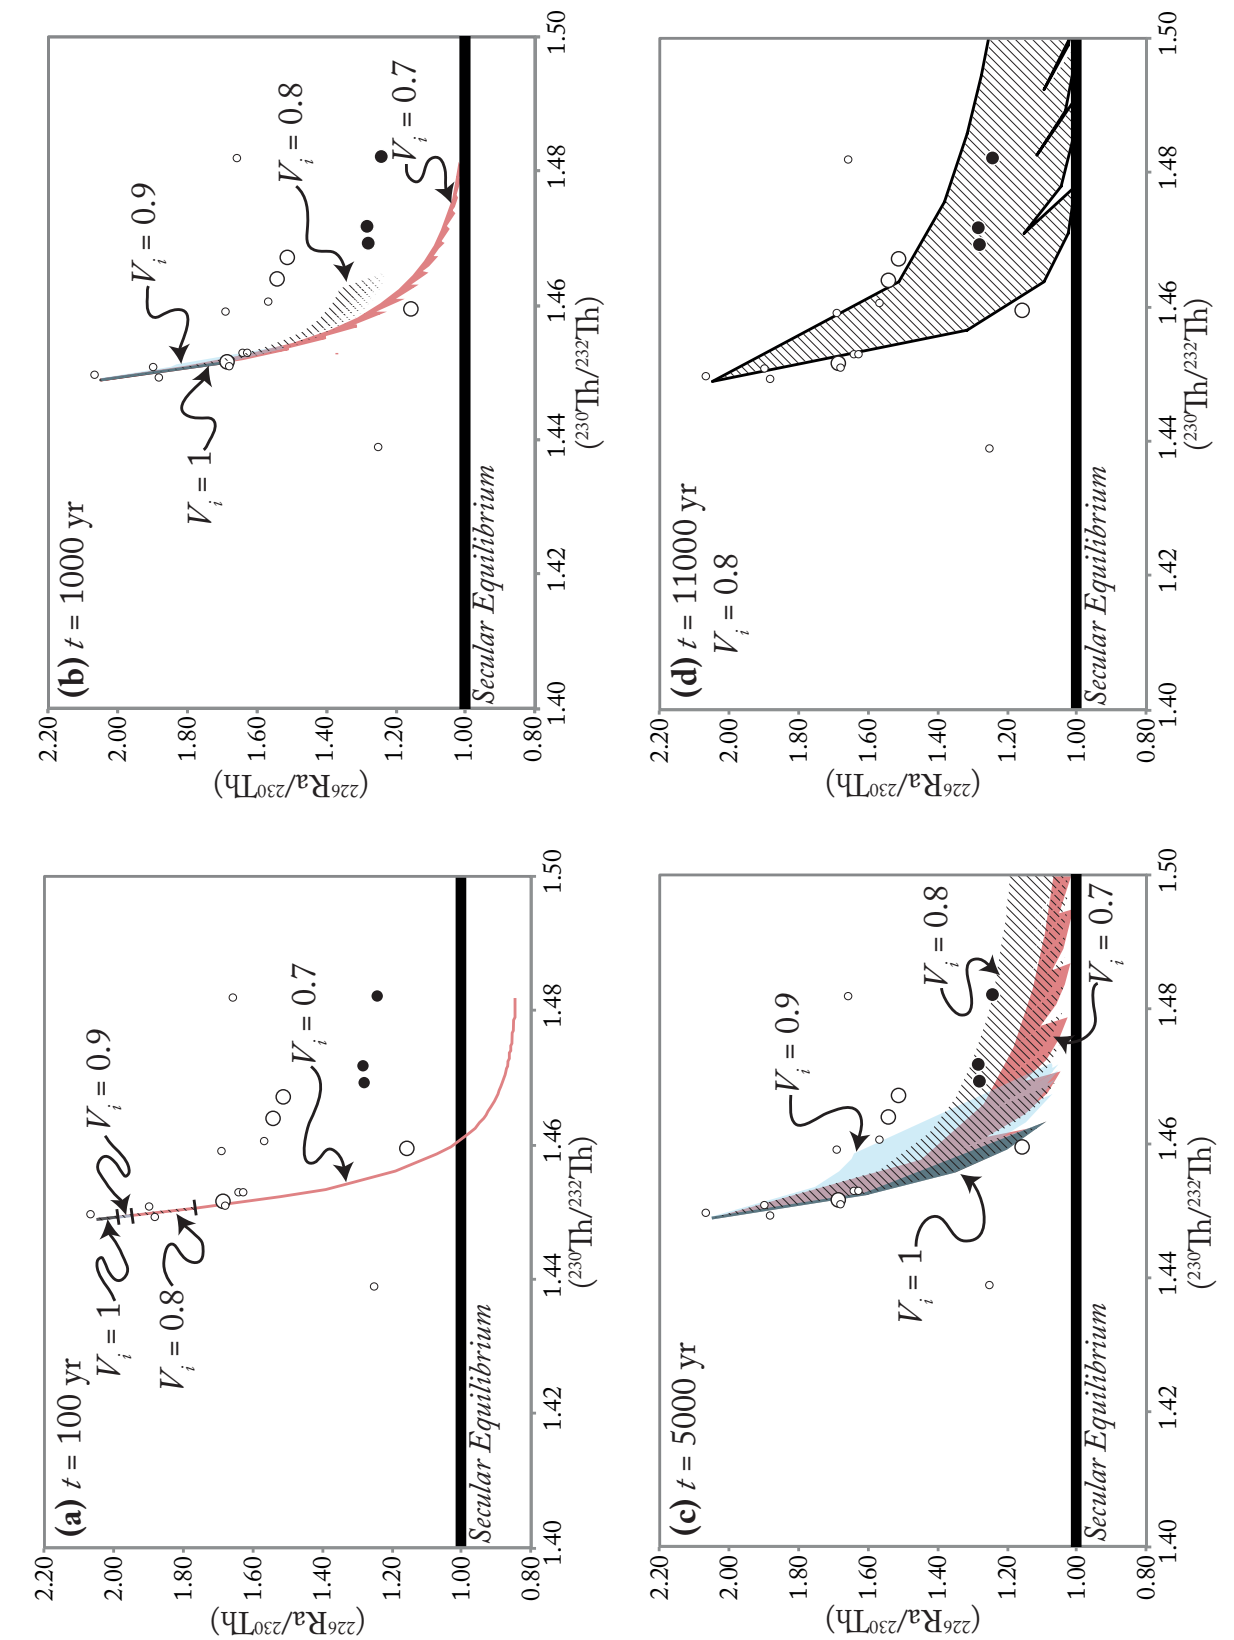 (a) t = 100 yr
V_i = 1
V_i = 0.9
V_i = 0.8
V_i = 0.7
Secular Equilibrium
2.20
2.00
1.80
1.60
1.40
1.20
1.00
0.80
(²²⁶Ra/²³⁰Th)
1.40
1.42
1.44
1.46
1.48
1.50
(²³⁰Th/²³²Th)
(b) t = 1000 yr
V_i = 1
V_i = 0.9
V_i = 0.8
V_i = 0.7
Secular Equilibrium
2.20
2.00
1.80
1.60
1.40
1.20
1.00
0.80
(²²⁶Ra/²³⁰Th)
1.40
1.42
1.44
1.46
1.48
1.50
(²³⁰Th/²³²Th)
(c) t = 5000 yr
V_i = 0.9
V_i = 0.8
V_i = 1
V_i = 0.7
Secular Equilibrium
2.20
2.00
1.80
1.60
1.40
1.20
1.00
0.80
(²²⁶Ra/²³⁰Th)
1.40
1.42
1.44
1.46
1.48
1.50
(²³⁰Th/²³²Th)
(d) t = 11000 yr
V_i = 0.8
Secular Equilibrium
2.20
2.00
1.80
1.60
1.40
1.20
1.00
0.80
(²²⁶Ra/²³⁰Th)
1.40
1.42
1.44
1.46
1.48
1.50
(²³⁰Th/²³²Th)